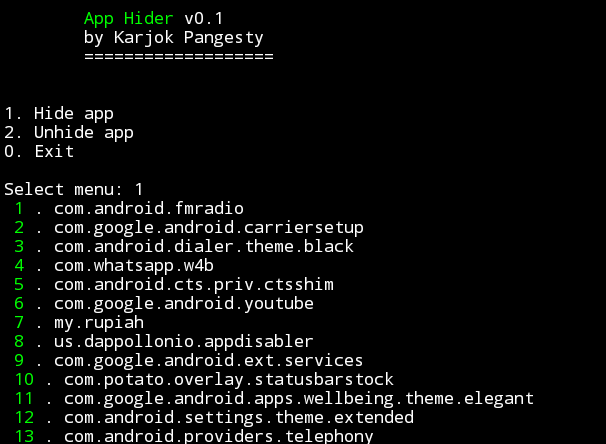 App Hider v0.1
by Karjok Pangesty
===================
1. Hide app
2. Unhide app
0. Exit
Select menu: 1
1 . com.android.fmradio
2 . com.google.android.carriersetup
3 . com.android.dialer.theme.black
4 . com.whatsapp.w4b
5 . com.android.cts.priv.ctsshim
6 . com.google.android.youtube
7 . my.rupiah
8 . us.dappollonio.appdisabler
9 . com.google.android.ext.services
10 . com.potato.overlay.statusbarstock
11 . com.google.android.apps.wellbeing.theme.elegant
12 . com.android.settings.theme.extended
13 . com.android.providers.telephony